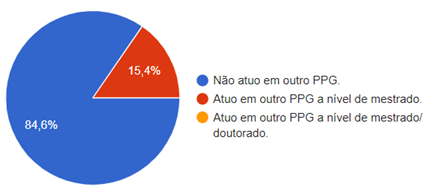 15,4%
84,6%
Não atuo em outro PPG.
Atuo em outro PPG a nível de mestrado.
Atuo em outro PPG a nível de mestrado/
doutorado.